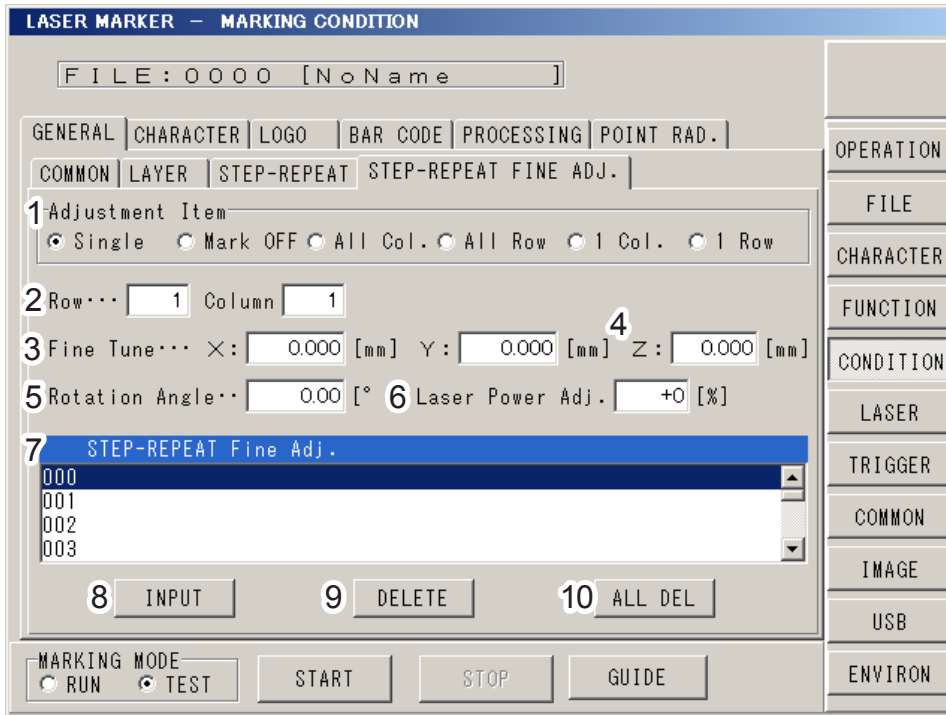 LASER MARKER － MARKING CONDITION
FILE:0000 [NoName ]
GENERAL CHARACTER LOGO BAR CODE PROCESSING POINT RAD.
COMMON LAYER STEP-REPEAT STEP-REPEAT FINE ADJ.
1 Adjustment Item
Single Mark OFF All Col. All Row 1 Col. 1 Row
2 Row··· 1 Column 1
3 Fine Tune··· X: 0.000 [mm] Y: 0.000 [mm] 4 Z: 0.000 [mm]
5 Rotation Angle·· 0.00 [° 6 Laser Power Adj. +0 [%]
7 STEP-REPEAT Fine Adj.
000
001
002
003
8 INPUT 9 DELETE 10 ALL DEL
MARKING MODE
RUN TEST START STOP GUIDE
OPERATION
FILE
CHARACTER
FUNCTION
CONDITION
LASER
TRIGGER
COMMON
IMAGE
USB
ENVIRON